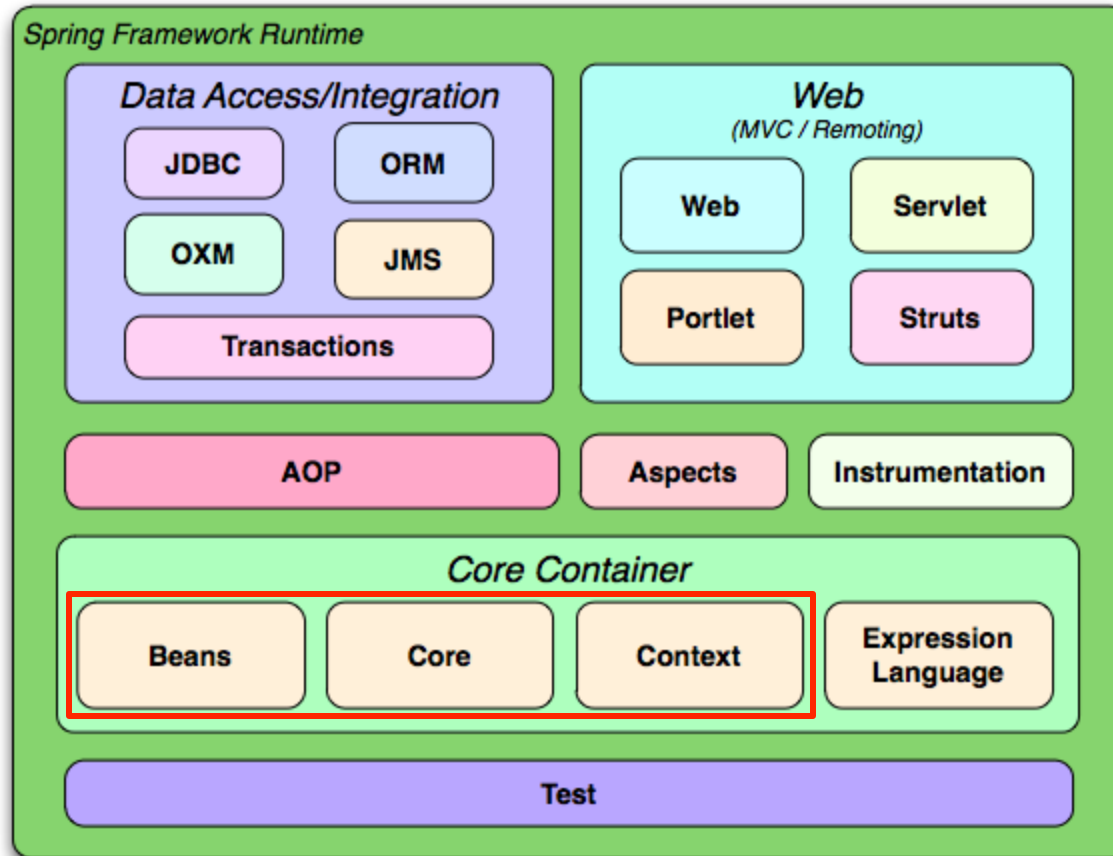 Spring Framework Runtime
Data Access/Integration
JDBC
ORM
OXM
JMS
Transactions
Web
(MVC / Remoting)
Web
Servlet
Portlet
Struts
AOP
Aspects
Instrumentation
Core Container
Beans
Core
Context
Expression
Language
Test